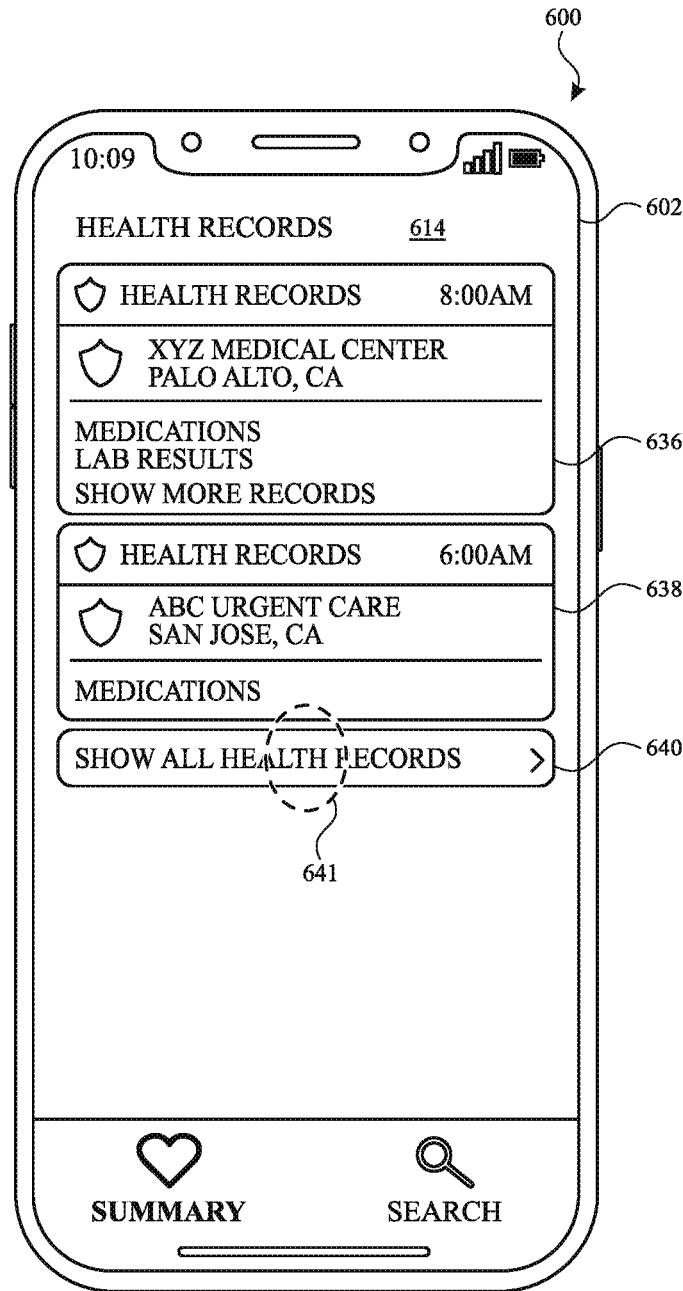 600
10:09
602
HEALTH RECORDS 614
HEALTH RECORDS 8:00AM
XYZ MEDICAL CENTER
PALO ALTO, CA
MEDICATIONS
LAB RESULTS
636
SHOW MORE RECORDS
HEALTH RECORDS 6:00AM
638
ABC URGENT CARE
SAN JOSE, CA
MEDICATIONS
SHOW ALL HEALTH RECORDS >
640
641
SUMMARY SEARCH